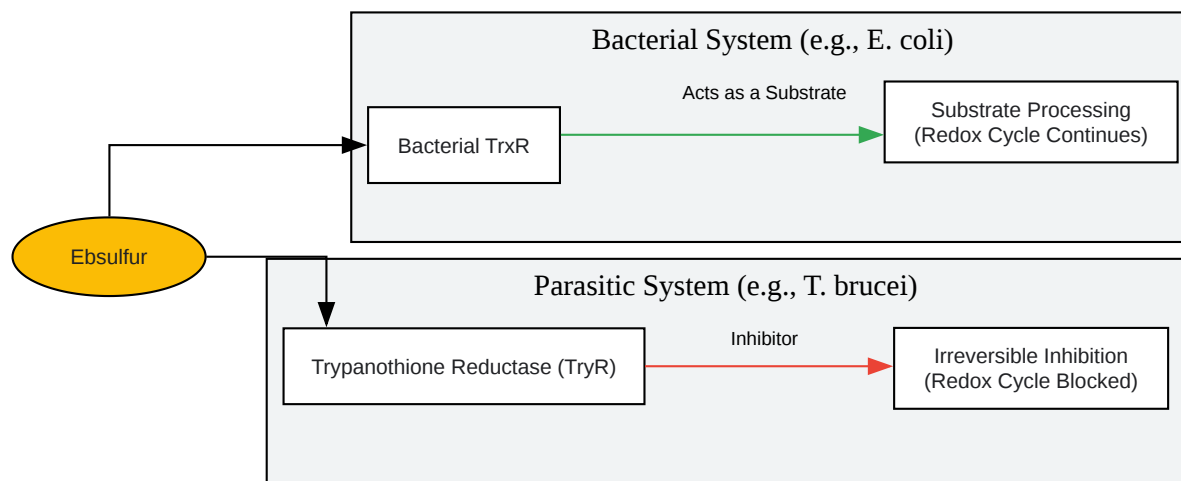 Bacterial System (e.g., E. coli)
Acts as a Substrate
Bacterial TrxR
Substrate Processing
(Redox Cycle Continues)
Ebsulfur
Parasitic System (e.g., T. brucei)
Trypanothione Reductase (TryR)
Inhibitor
Irreversible Inhibition
(Redox Cycle Blocked)